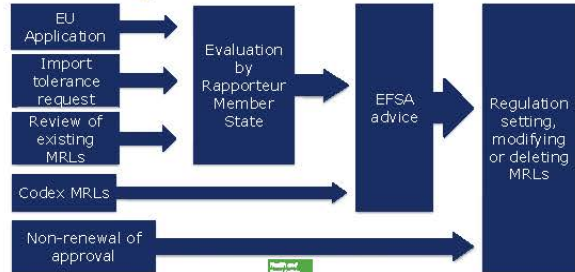 EU
Application
Import
tolerance
request
Review of
existing
MRLs
Codex MRLs
Non-renewal of
approval
Evaluation
by
Rapporteur
Member
State
EFSA
advice
Regulation
setting,
modifying
or deleting
MRLs